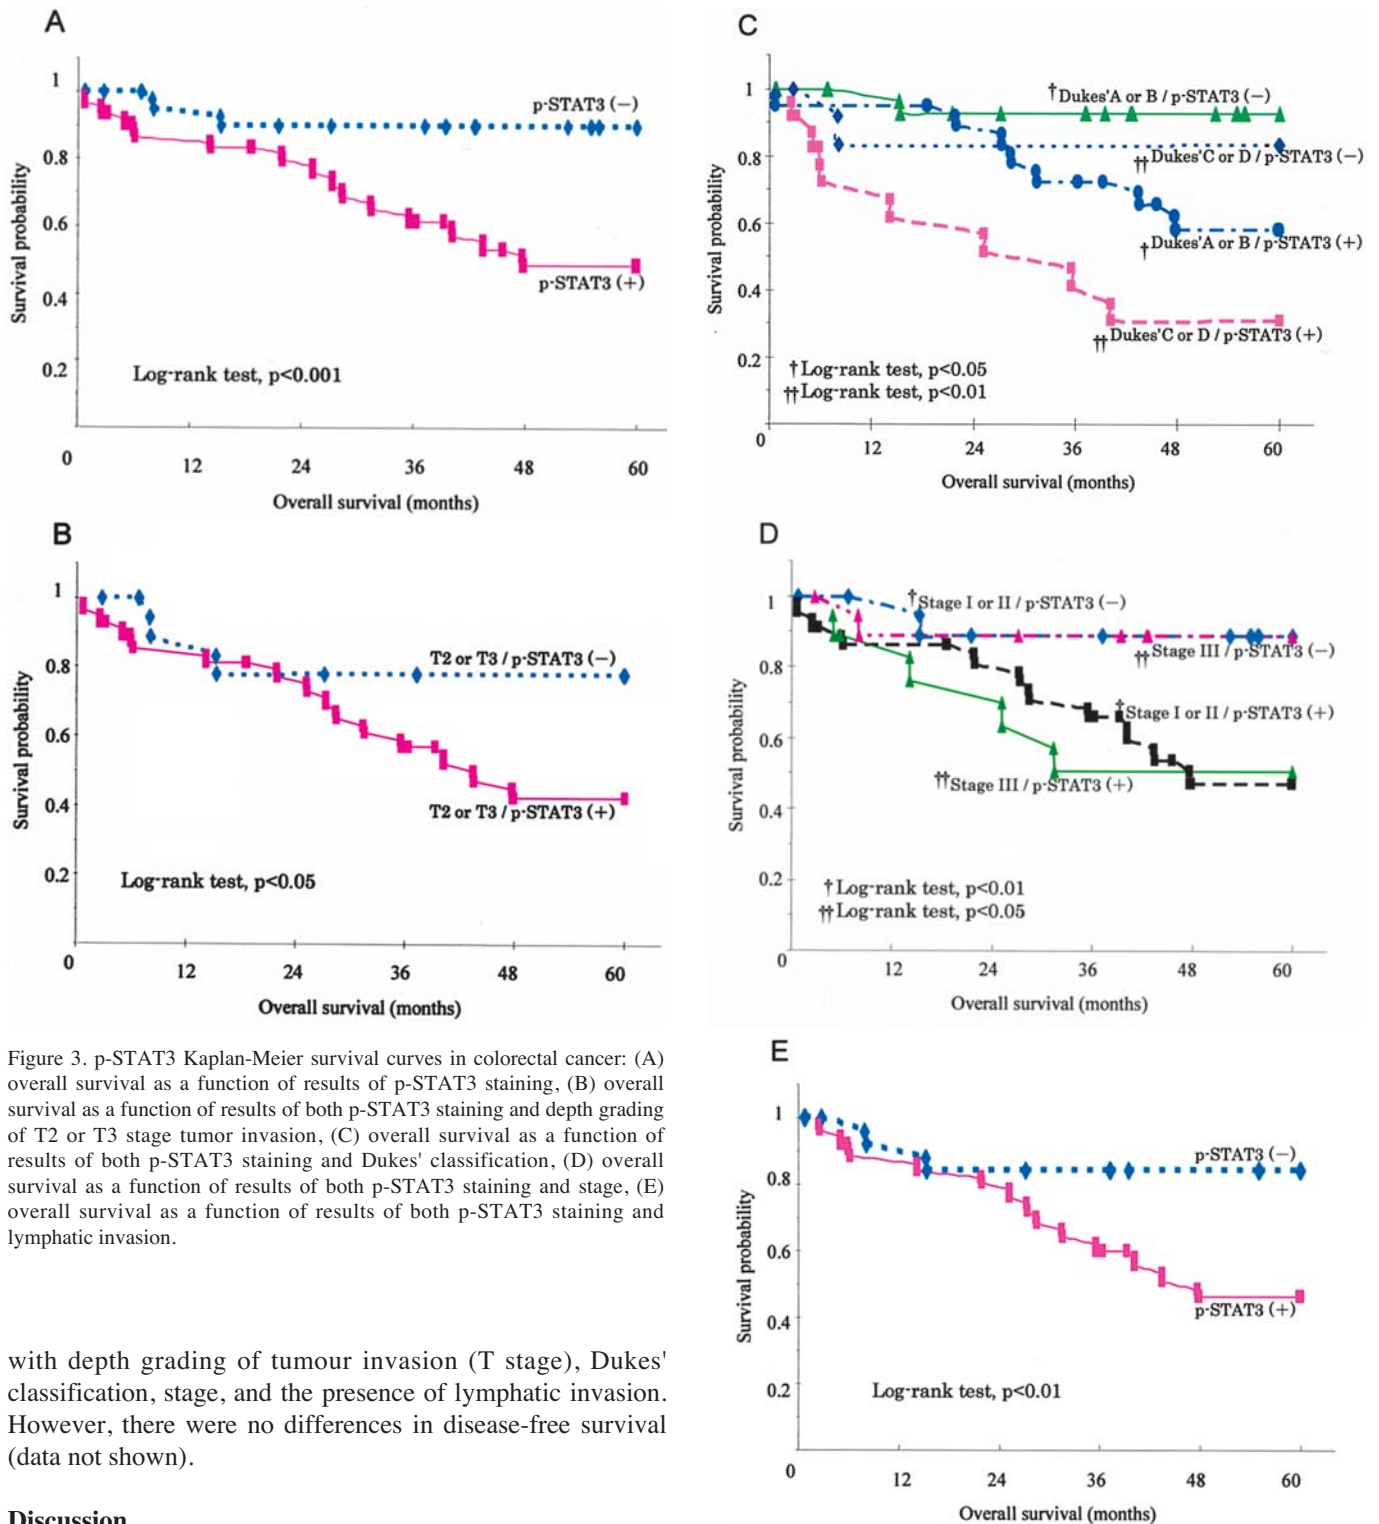 A
1
0.8
0.6
0.4
0.2
0
12
24
36
48
60
Survival probability
p-STAT3 (−)
p-STAT3 (+)
Log-rank test, p<0.001
Overall survival (months)
B
1
0.8
0.6
0.4
0.2
0
12
24
36
48
60
Survival probability
T2 or T3 / p-STAT3 (−)
T2 or T3 / p-STAT3 (+)
Log-rank test, p<0.05
Overall survival (months)
Figure 3. p-STAT3 Kaplan-Meier survival curves in colorectal cancer: (A)
overall survival as a function of results of p-STAT3 staining, (B) overall
survival as a function of results of both p-STAT3 staining and depth grading
of T2 or T3 stage tumor invasion, (C) overall survival as a function of
results of both p-STAT3 staining and Dukes' classification, (D) overall
survival as a function of results of both p-STAT3 staining and stage, (E)
overall survival as a function of results of both p-STAT3 staining and
lymphatic invasion.
with depth grading of tumour invasion (T stage), Dukes'
classification, stage, and the presence of lymphatic invasion.
However, there were no differences in disease-free survival
(data not shown).
Discussion
C
1
0.8
0.6
0.4
0.2
0
12
24
36
48
60
Survival probability
†Dukes'A or B / p-STAT3 (−)
††Dukes'C or D / p-STAT3 (−)
†Dukes'A or B / p-STAT3 (+)
††Dukes'C or D / p-STAT3 (+)
†Log-rank test, p<0.05
††Log-rank test, p<0.01
Overall survival (months)
D
1
0.8
0.6
0.4
0.2
0
12
24
36
48
60
Survival probability
†Stage I or II / p-STAT3 (−)
††Stage III / p-STAT3 (−)
†Stage I or II / p-STAT3 (+)
††Stage III / p-STAT3 (+)
†Log-rank test, p<0.01
††Log-rank test, p<0.05
Overall survival (months)
E
1
0.8
0.6
0.4
0.2
0
12
24
36
48
60
Survival probability
p-STAT3 (−)
p-STAT3 (+)
Log-rank test, p<0.01
Overall survival (months)